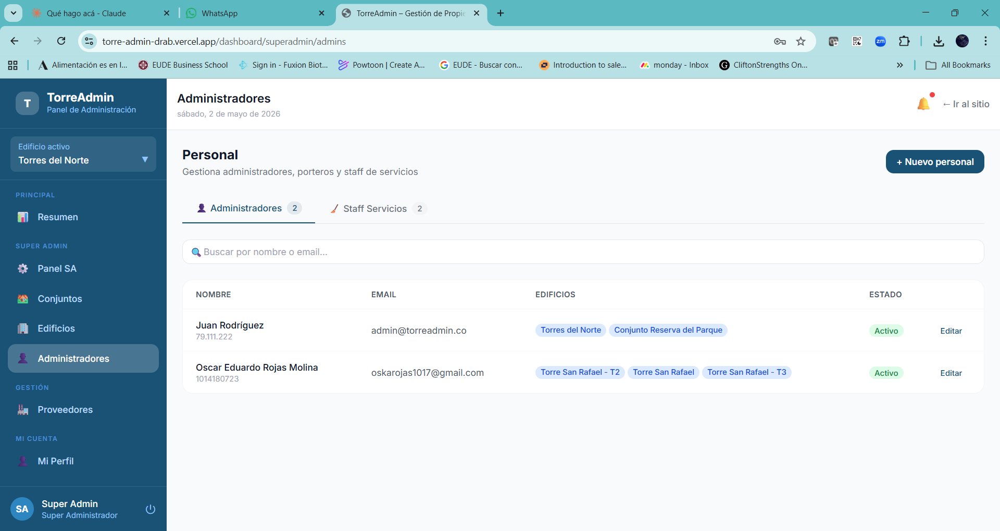 Qué hago acá - Claude
WhatsApp
TorreAdmin – Gestión de Propie
torre-admin-drab.vercel.app/dashboard/superadmin/admins
zm
Alimentación es en l...
EUDE Business School
Sign in - Fuxion Biot...
Powtoon | Create A...
EUDE - Buscar con...
Introduction to sale...
monday - Inbox
CliftonStrengths On...
All Bookmarks
T
TorreAdmin
Panel de Administración
Edificio activo
Torres del Norte
PRINCIPAL
Resumen
SUPER ADMIN
Panel SA
Conjuntos
Edificios
Administradores
GESTIÓN
Proveedores
MI CUENTA
Mi Perfil
SA
Super Admin
Super Administrador
Administradores
sábado, 2 de mayo de 2026
← Ir al sitio
Personal
Gestiona administradores, porteros y staff de servicios
+ Nuevo personal
Administradores 2
Staff Servicios 2
Buscar por nombre o email...
NOMBRE EMAIL EDIFICIOS ESTADO
Juan Rodríguez
79.111.222
admin@torreadmin.co
Torres del Norte Conjunto Reserva del Parque
Activo
Editar
Oscar Eduardo Rojas Molina
1014180723
oskarojas1017@gmail.com
Torre San Rafael - T2 Torre San Rafael Torre San Rafael - T3
Activo
Editar